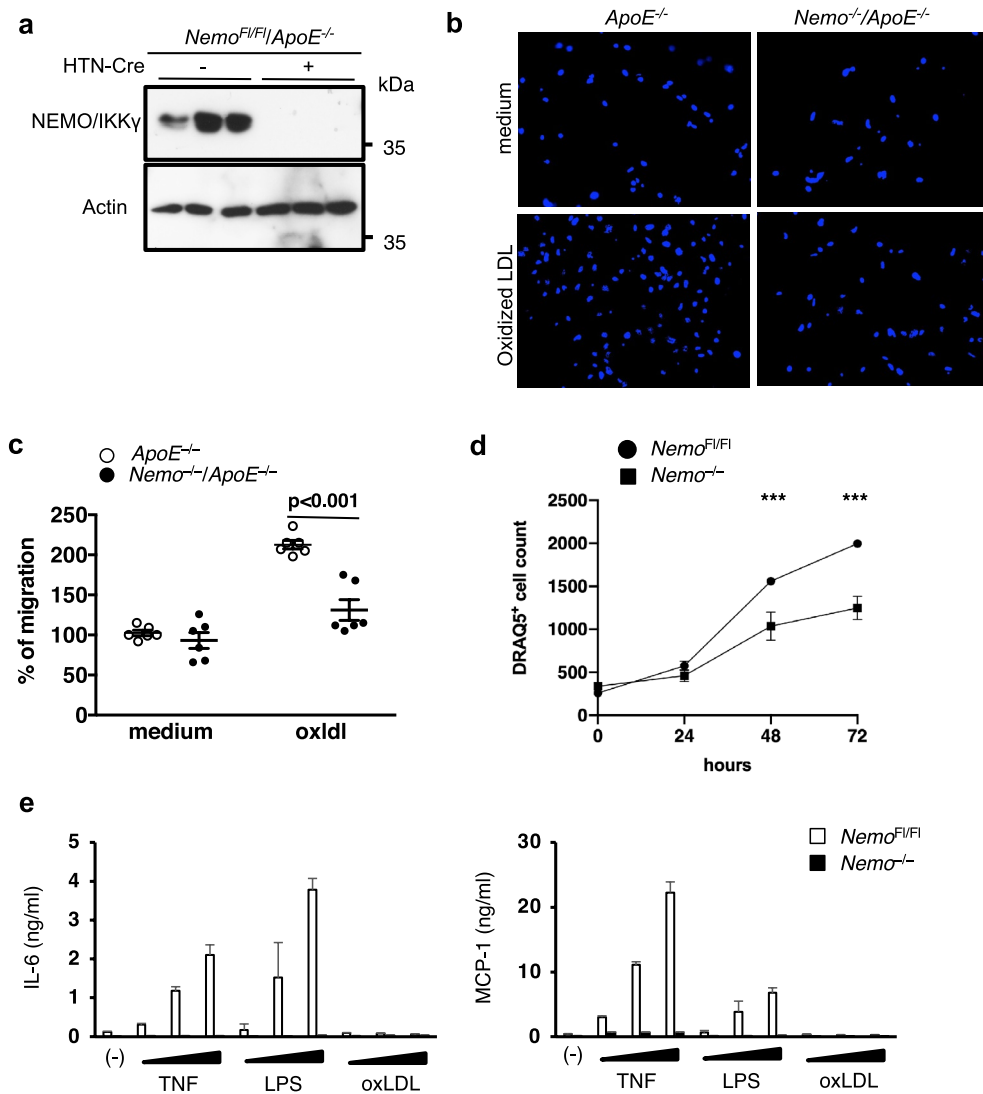 a
Nemo^Fl/Fl/ApoE^-/-
HTN-Cre - +
kDa
NEMO/IKKγ
35
Actin
35
b
ApoE^-/- Nemo^-/-/ApoE^-/-
medium
Oxidized LDL
c
ApoE^–/–
Nemo^–/–/ApoE^–/–
p<0.001
% of migration
250
200
150
100
50
0
medium oxldl
d
Nemo^Fl/Fl
Nemo^–/–
*** ***
DRAQ5+ cell count
2500
2000
1500
1000
500
0
0 24 48 72
hours
e
IL-6 (ng/ml)
5
4
3
2
1
0
(-) TNF LPS oxLDL
Nemo^Fl/Fl
Nemo^–/–
MCP-1 (ng/ml)
30
20
10
0
(-) TNF LPS oxLDL